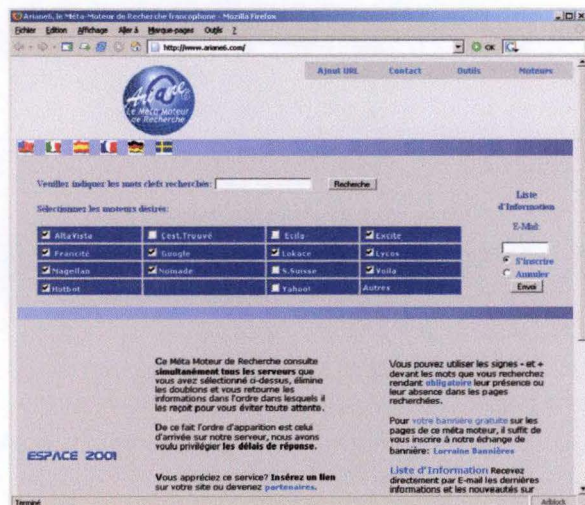 Ariane6, le Méta-Moteur de Recherche francophone - Mozilla Firefox
Fichier Edition Affichage Aller à Marque-pages Outils ?
http://www.ariane6.com/ OK
Ajout URL Contact Outils Moteurs
Ariane
Le Méta Moteur
de Recherche
Veuillez indiquer les mots clefs recherchés: Recherche
Sélectionnez les moteurs désirés:
Liste
d'Information
E-Mail:
S'inscrire
Annuler
Envoi
AltaVista Cest.Trouvé Ecila Excite
Francité Google Lokace Lycos
Magellan Nomade S.Suisse Voila
Hotbot Yahoo! Autres
Ce Méta Moteur de Recherche consulte
simultanément tous les serveurs que
vous avez sélectionné ci-dessus, élimine
les doublons et vous retourne les
informations dans l'ordre dans lesquels il
les reçoit pour vous éviter toute attente.
De ce fait l'ordre d'apparition est celui
d'arrivée sur notre serveur, nous avons
voulu privilégier les délais de réponse.
Vous appréciez ce service? Insérez un lien
sur votre site ou devenez partenaires.
ESPACE 2001
Vous pouvez utiliser les signes - et +
devant les mots que vous recherchez
rendant obligatoire leur présence ou
leur absence dans les pages
recherchées.
Pour votre bannière gratuite sur les
pages de ce méta moteur, il suffit de
vous inscrire à notre échange de
bannière: Lorraine Bannières
Liste d'Information Recevez
directement par E-mail les dernières
informations et les nouveautés sur
Terminé Adblock